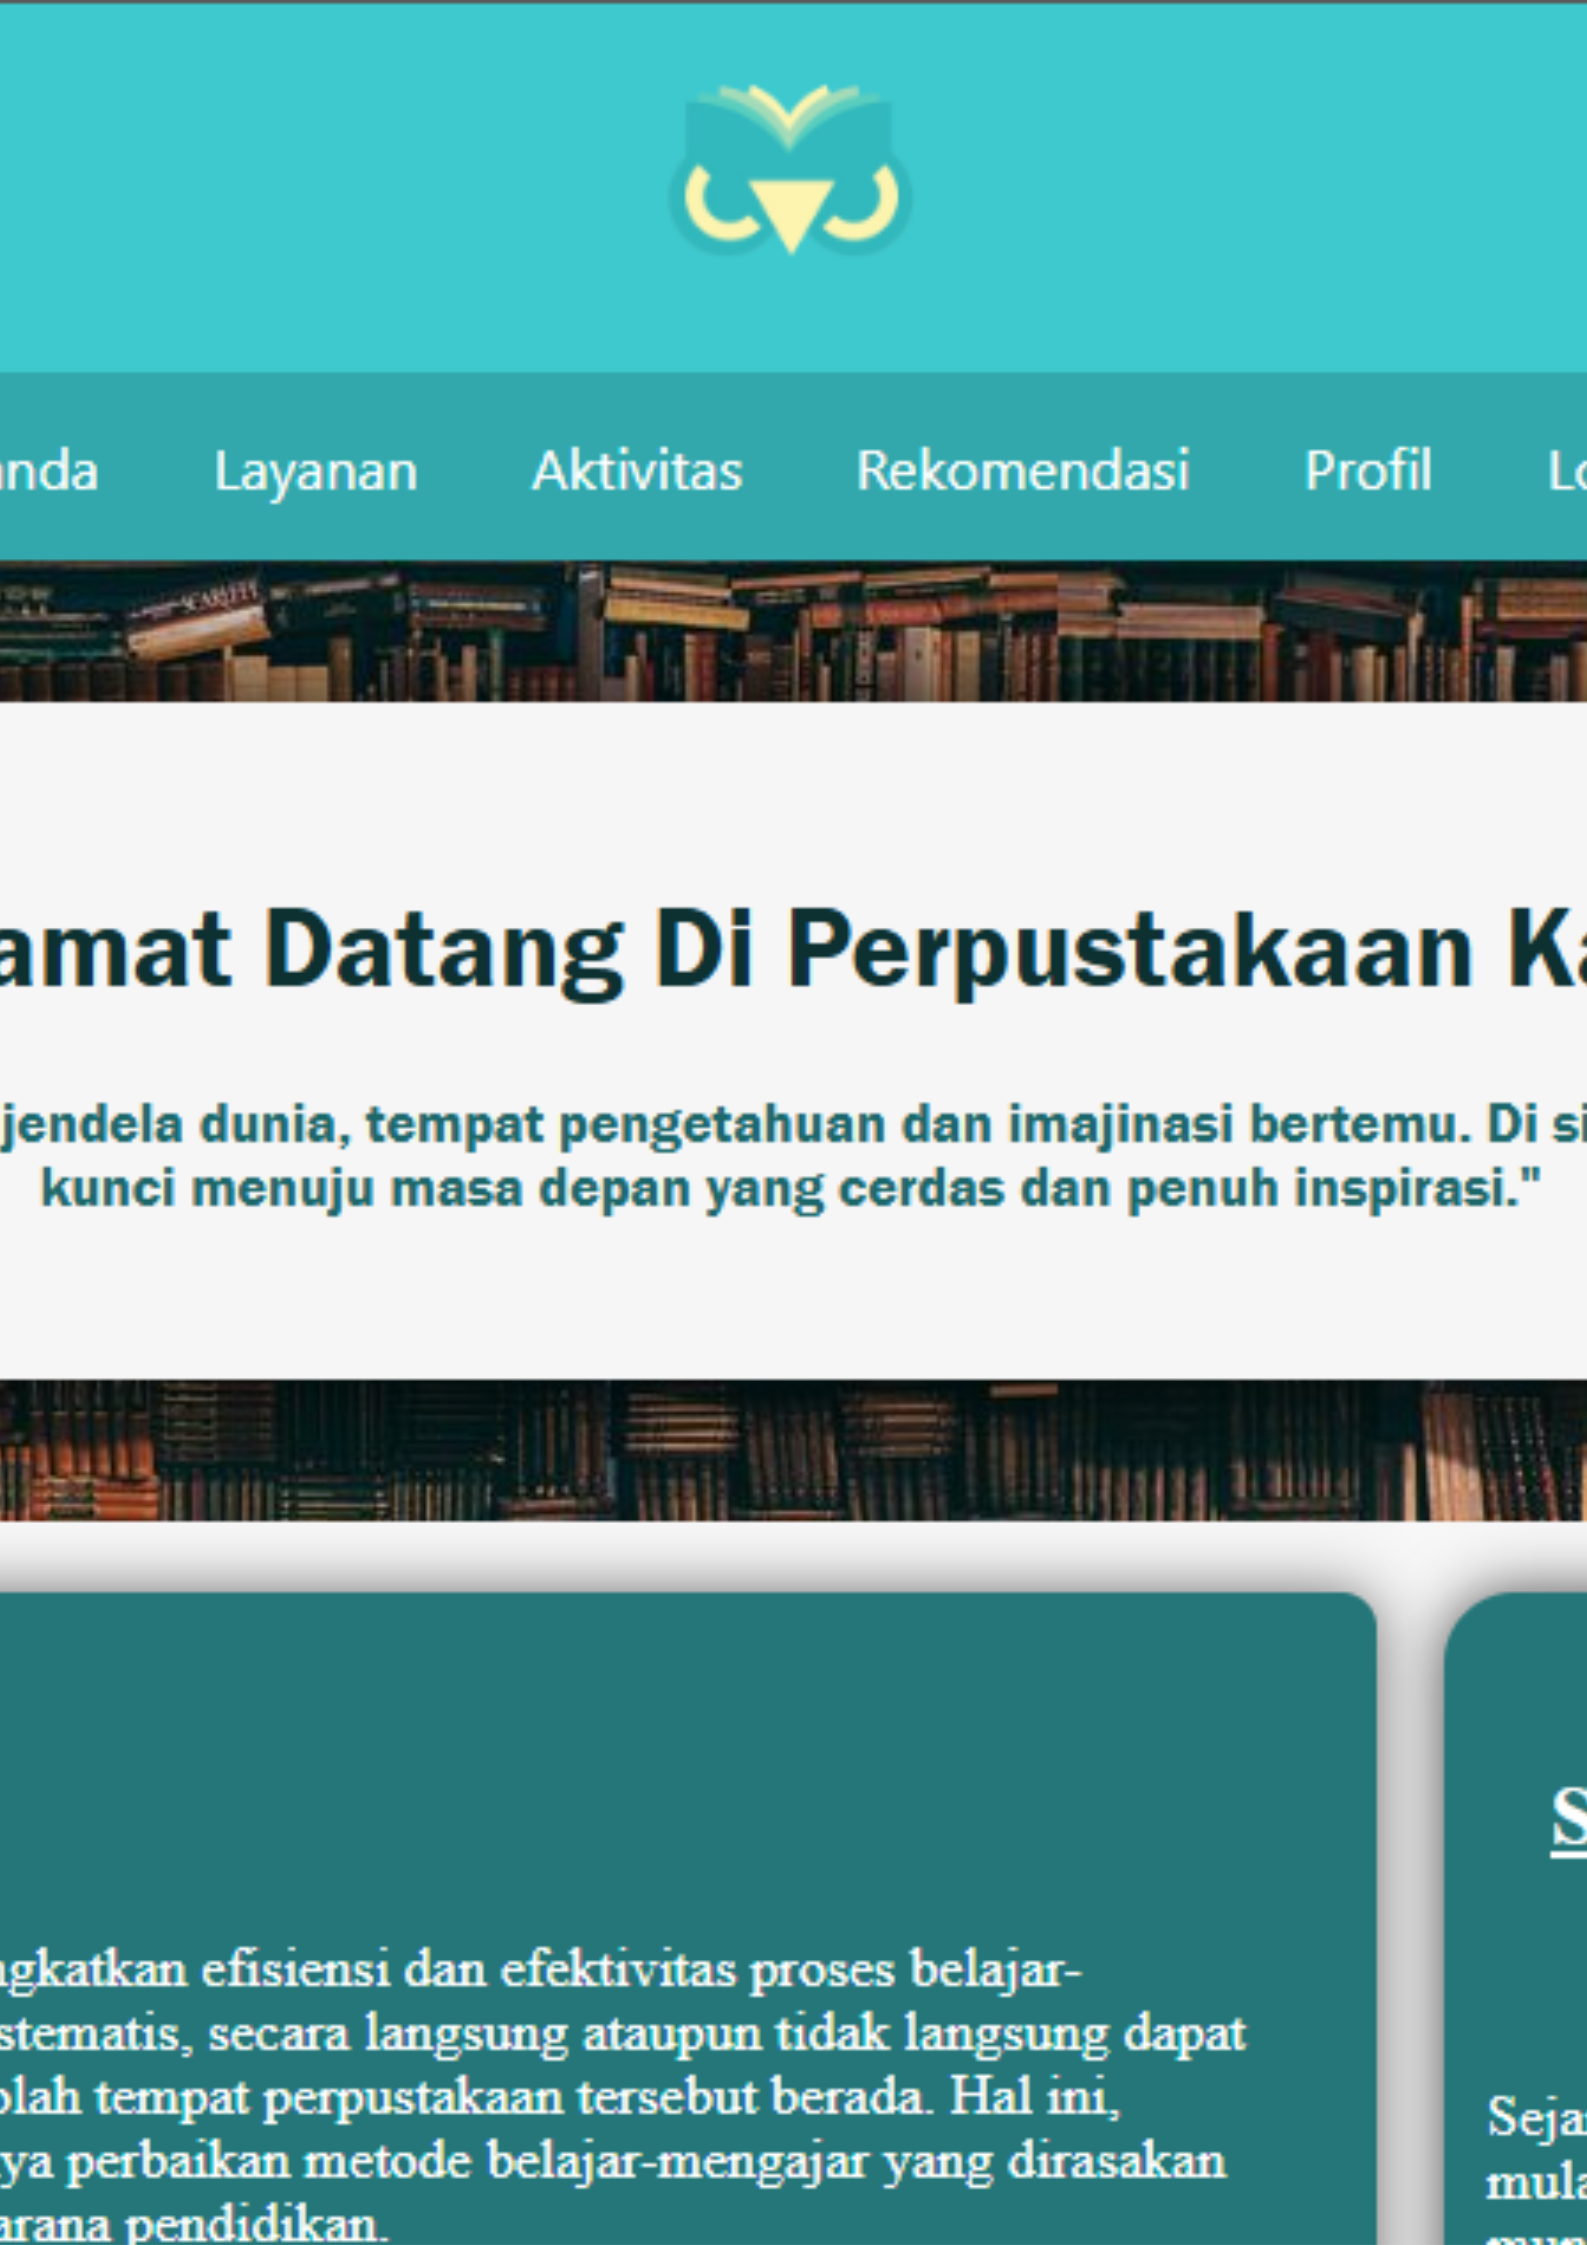 anda Layanan Aktivitas Rekomendasi Profil Lo
SCARLETT
amat Datang Di Perpustakaan Ka
jendela dunia, tempat pengetahuan dan imajinasi bertemu. Di si
kunci menuju masa depan yang cerdas dan penuh inspirasi."
S
ngkatkan efisiensi dan efektivitas proses belajar-
stematis, secara langsung ataupun tidak langsung dapat
olah tempat perpustakaan tersebut berada. Hal ini,
ya perbaikan metode belajar-mengajar yang dirasakan
arana pendidikan.
Seja
mula